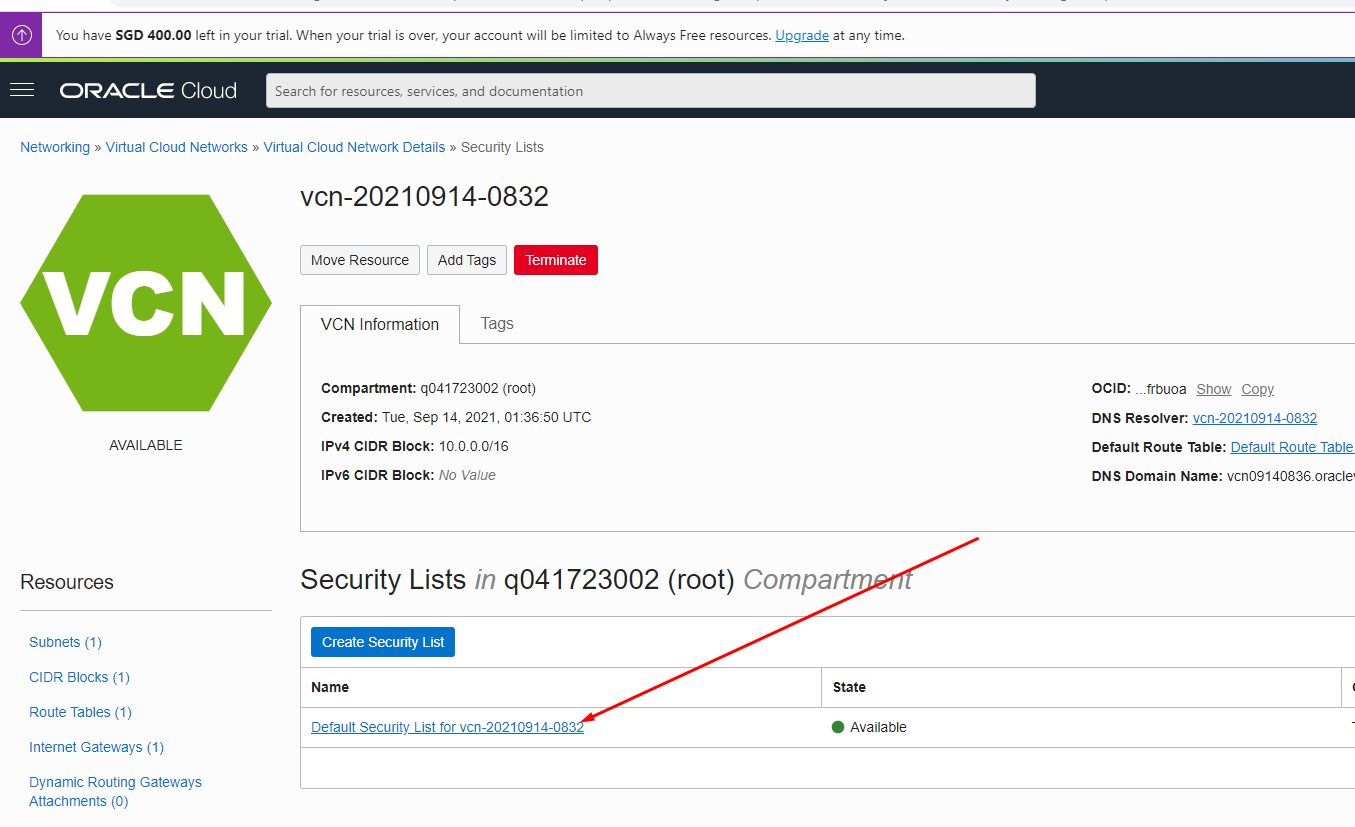 You have SGD 400.00 left in your trial. When your trial is over, your account will be limited to Always Free resources. Upgrade at any time.
ORACLE Cloud
Search for resources, services, and documentation
Networking » Virtual Cloud Networks » Virtual Cloud Network Details » Security Lists
VCN
AVAILABLE
vcn-20210914-0832
Move Resource Add Tags Terminate
VCN Information Tags
Compartment: q041723002 (root)
Created: Tue, Sep 14, 2021, 01:36:50 UTC
IPv4 CIDR Block: 10.0.0.0/16
IPv6 CIDR Block: No Value
OCID: ...frbuoa Show Copy
DNS Resolver: vcn-20210914-0832
Default Route Table: Default Route Table
DNS Domain Name: vcn09140836.oracle
Resources
Subnets (1)
CIDR Blocks (1)
Route Tables (1)
Internet Gateways (1)
Dynamic Routing Gateways
Attachments (0)
Security Lists in q041723002 (root) Compartment
Create Security List
Name State
Default Security List for vcn-20210914-0832 Available